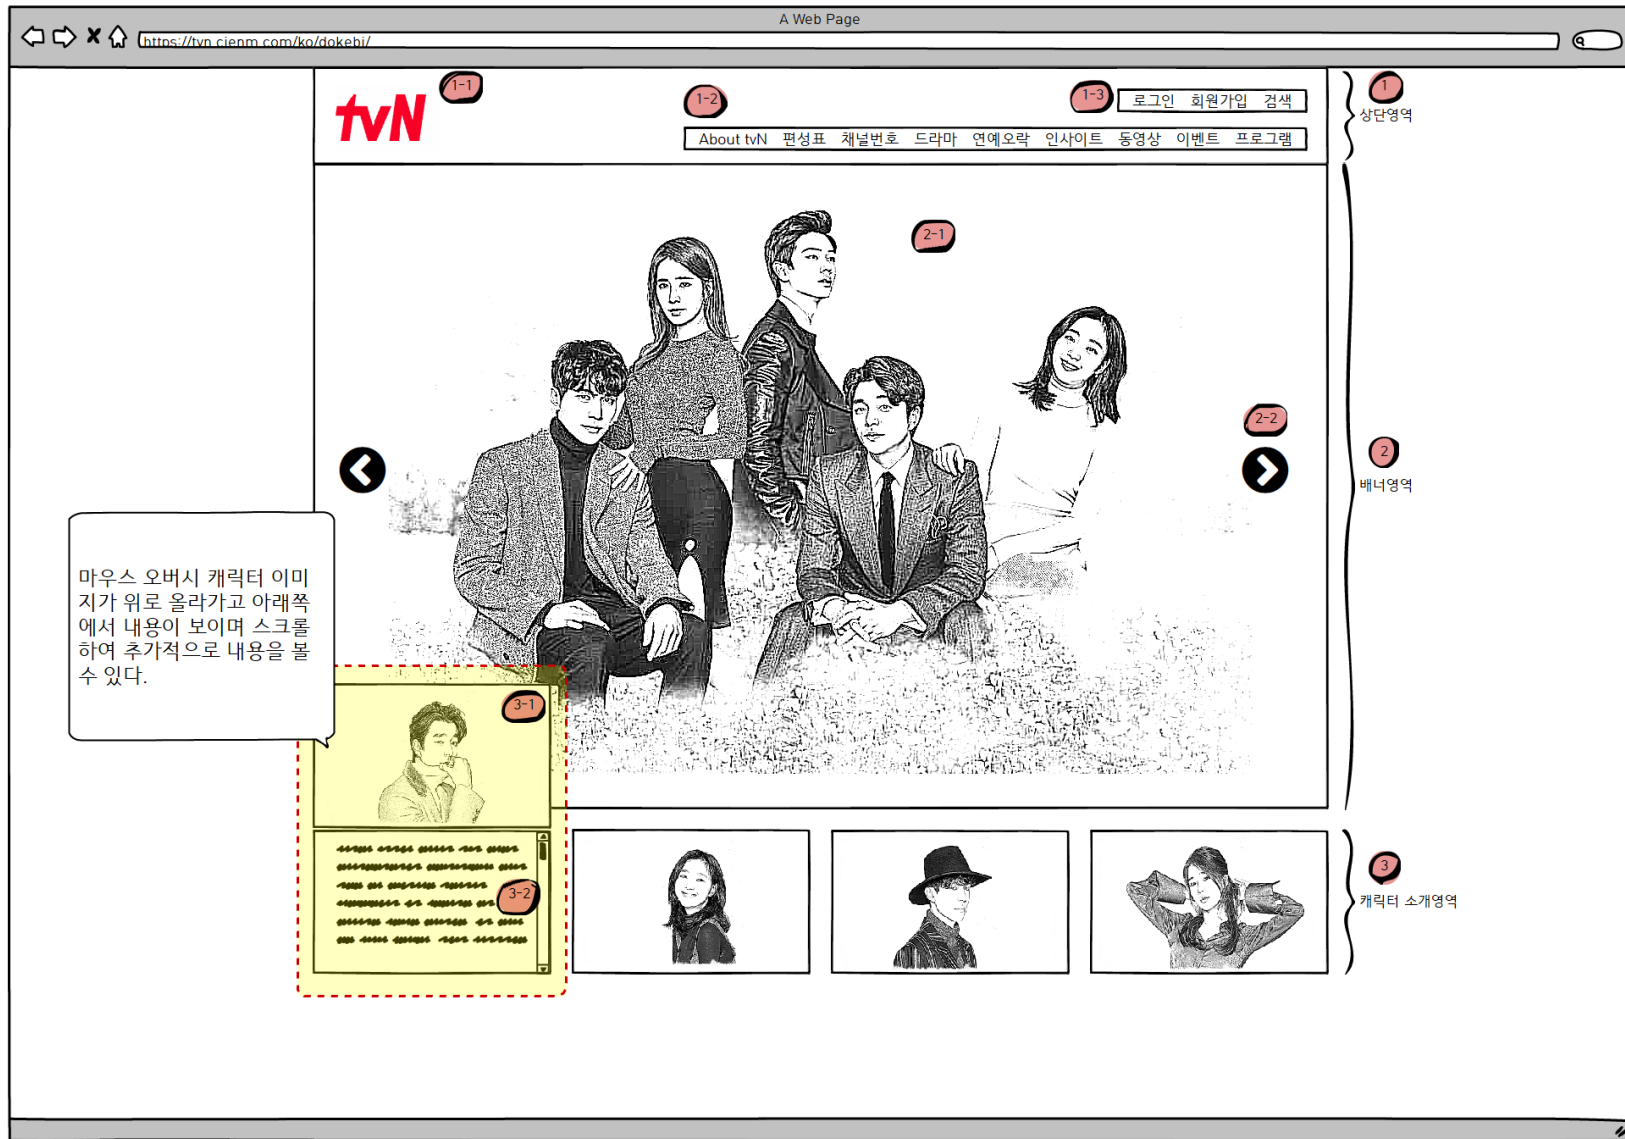 A Web Page
https://tvn.cjenm.com/ko/dokebi/
tvN
1-1
1-2
1-3
로그인 회원가입 검색
About tvN 편성표 채널번호 드라마 연예오락 인사이트 동영상 이벤트 프로그램
1
상단영역
2-1
2-2
2
배너영역
마우스 오버시 캐릭터 이미
지가 위로 올라가고 아래쪽
에서 내용이 보이며 스크롤
하여 추가적으로 내용을 볼
수 있다.
3-1
3-2
3
캐릭터 소개영역